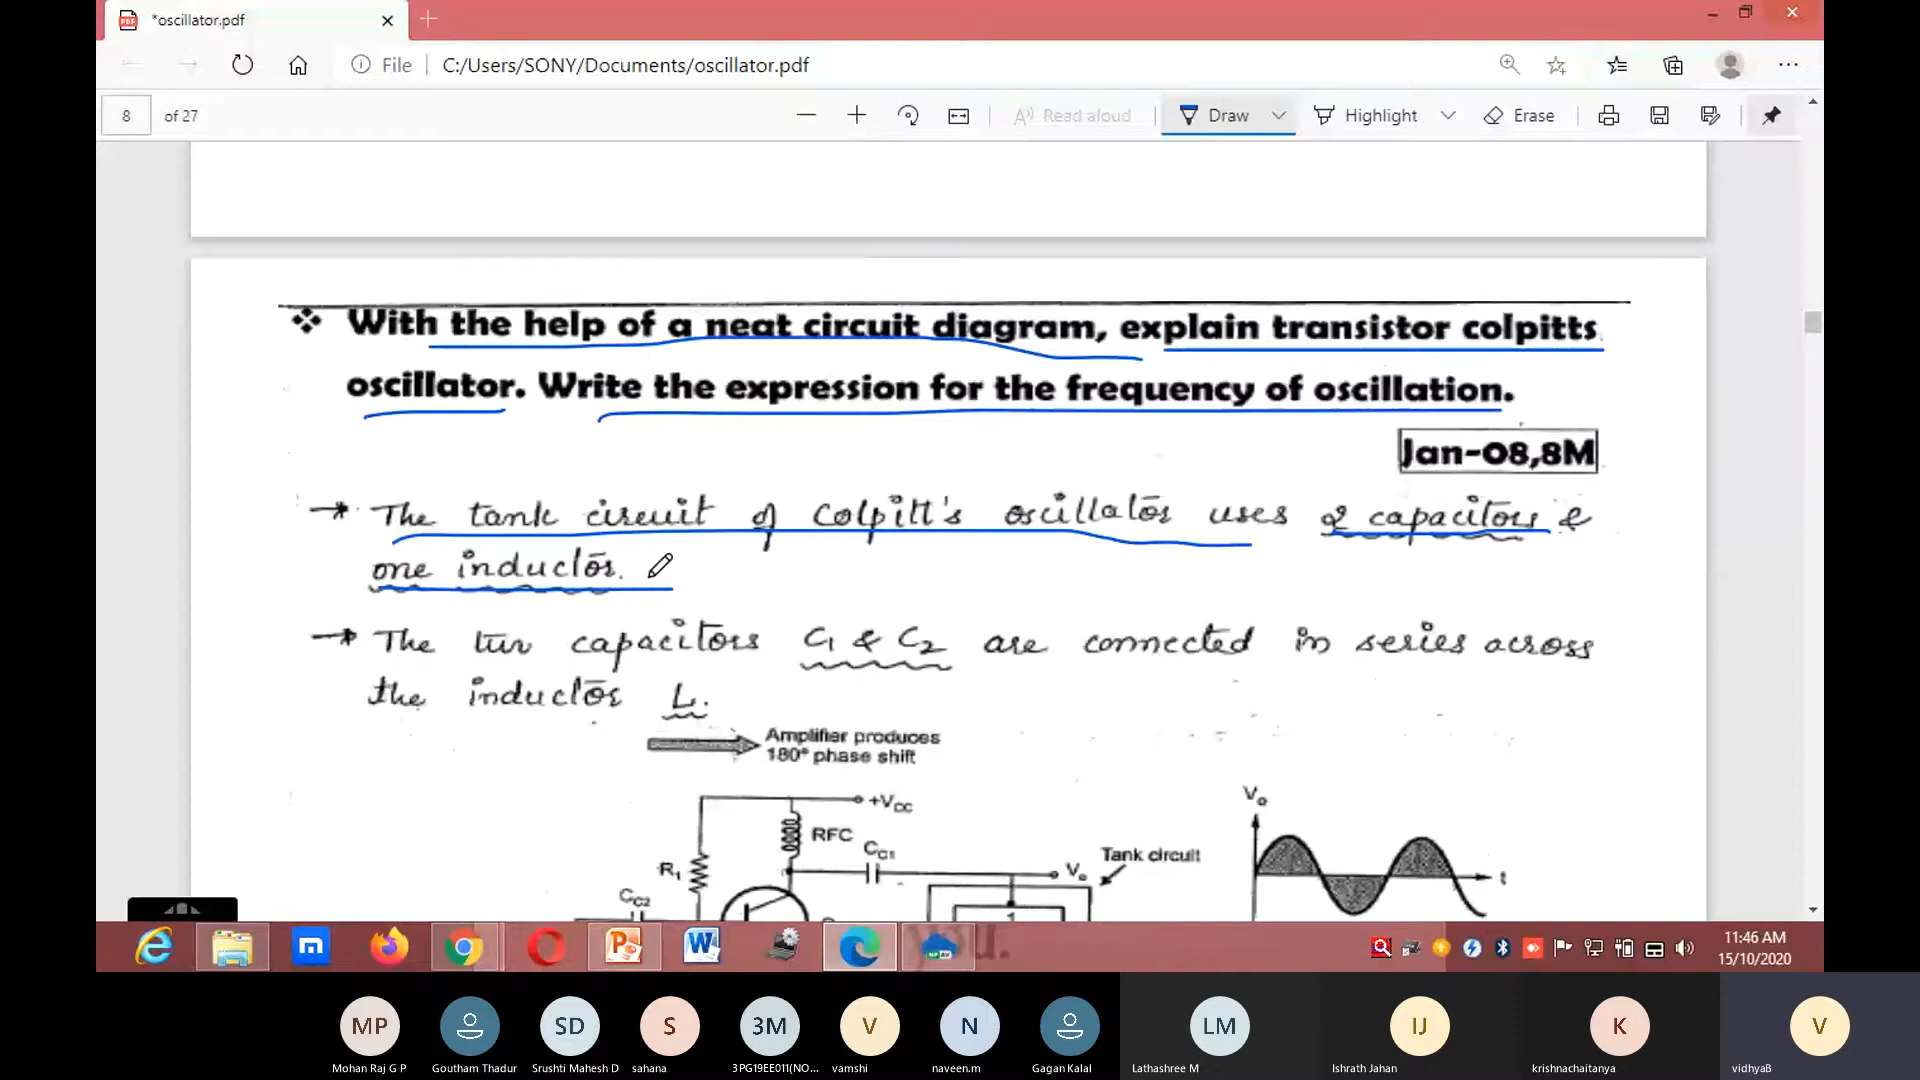 *oscillator.pdf
File C:/Users/SONY/Documents/oscillator.pdf
8 of 27
Read aloud Draw Highlight Erase
With the help of a neat circuit diagram, explain transistor colpitts
oscillator. Write the expression for the frequency of oscillation.
Jan-08,8M
The tank circuit of Colpitt's oscillator uses 2 capacitors &
one inductor.
The two capacitors C1 & C2 are connected in series across
the inductor L.
Amplifier produces
180° phase shift
+VCC
RFC
CC1
R1
Vo
Tank circuit
CC2
1
Vo
t
you.
11:46 AM
15/10/2020
MP
SD
S
3M
V
N
LM
IJ
K
V
Mohan Raj G P
Goutham Thadur
Srushti Mahesh D
sahana
3PG19EE011(NO...
vamshi
naveen.m
Gagan Kalal
Lathashree M
Ishrath Jahan
krishnachaitanya
vidhyaB